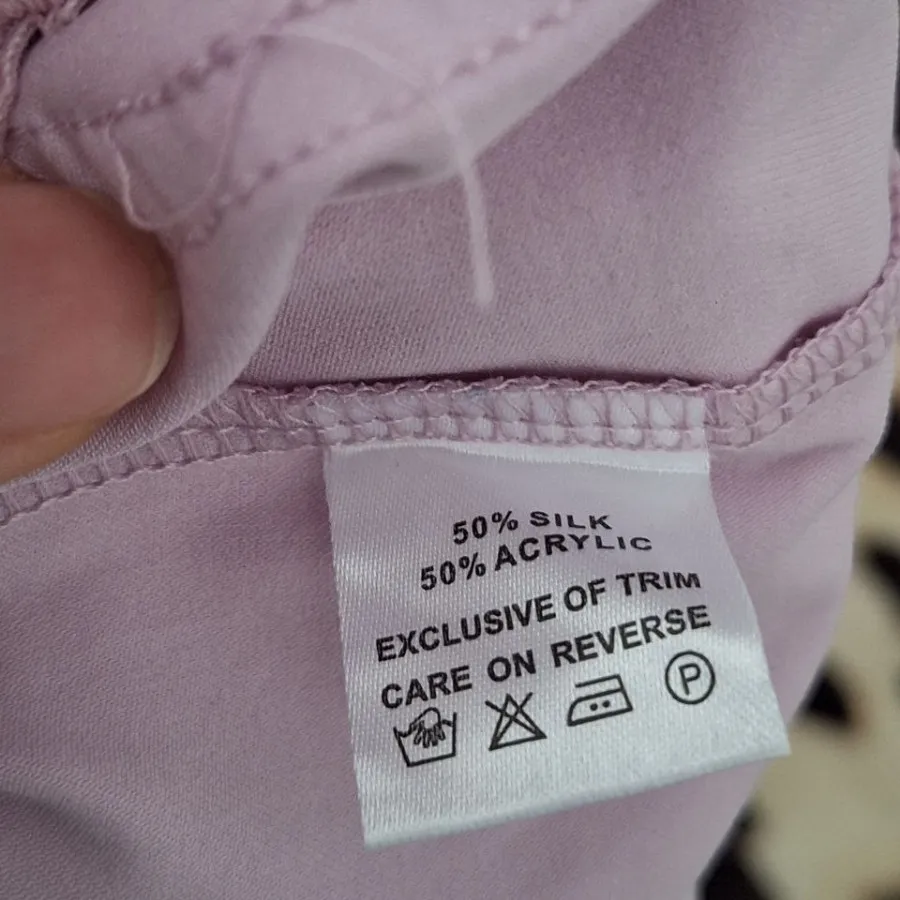 50% SILK
50% ACRYLIC
EXCLUSIVE OF TRIM
CARE ON REVERSE
P